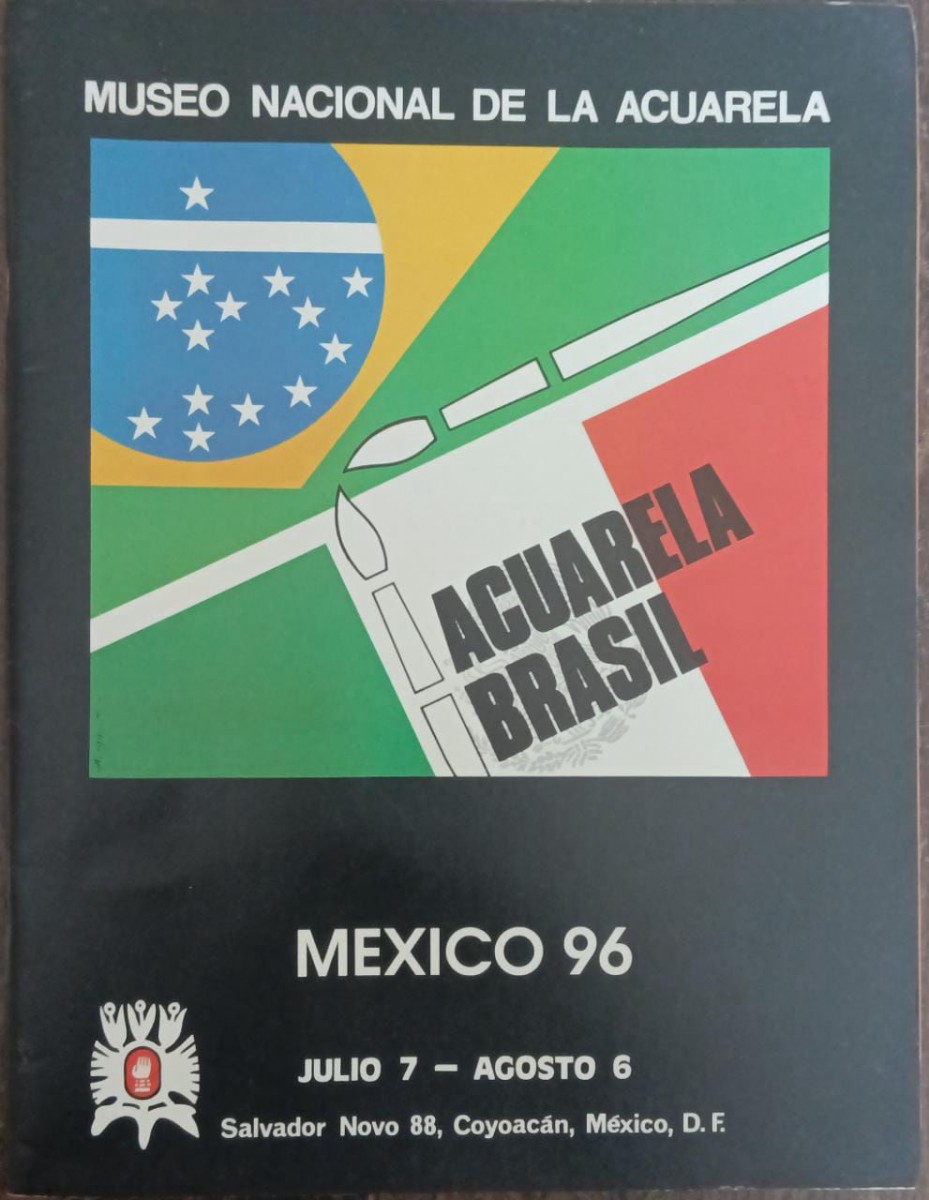 MUSEO NACIONAL DE LA ACUARELA
ACUARELA
BRASIL
MEXICO 96
JULIO 7 – AGOSTO 6
Salvador Novo 88, Coyoacán, México, D. F.